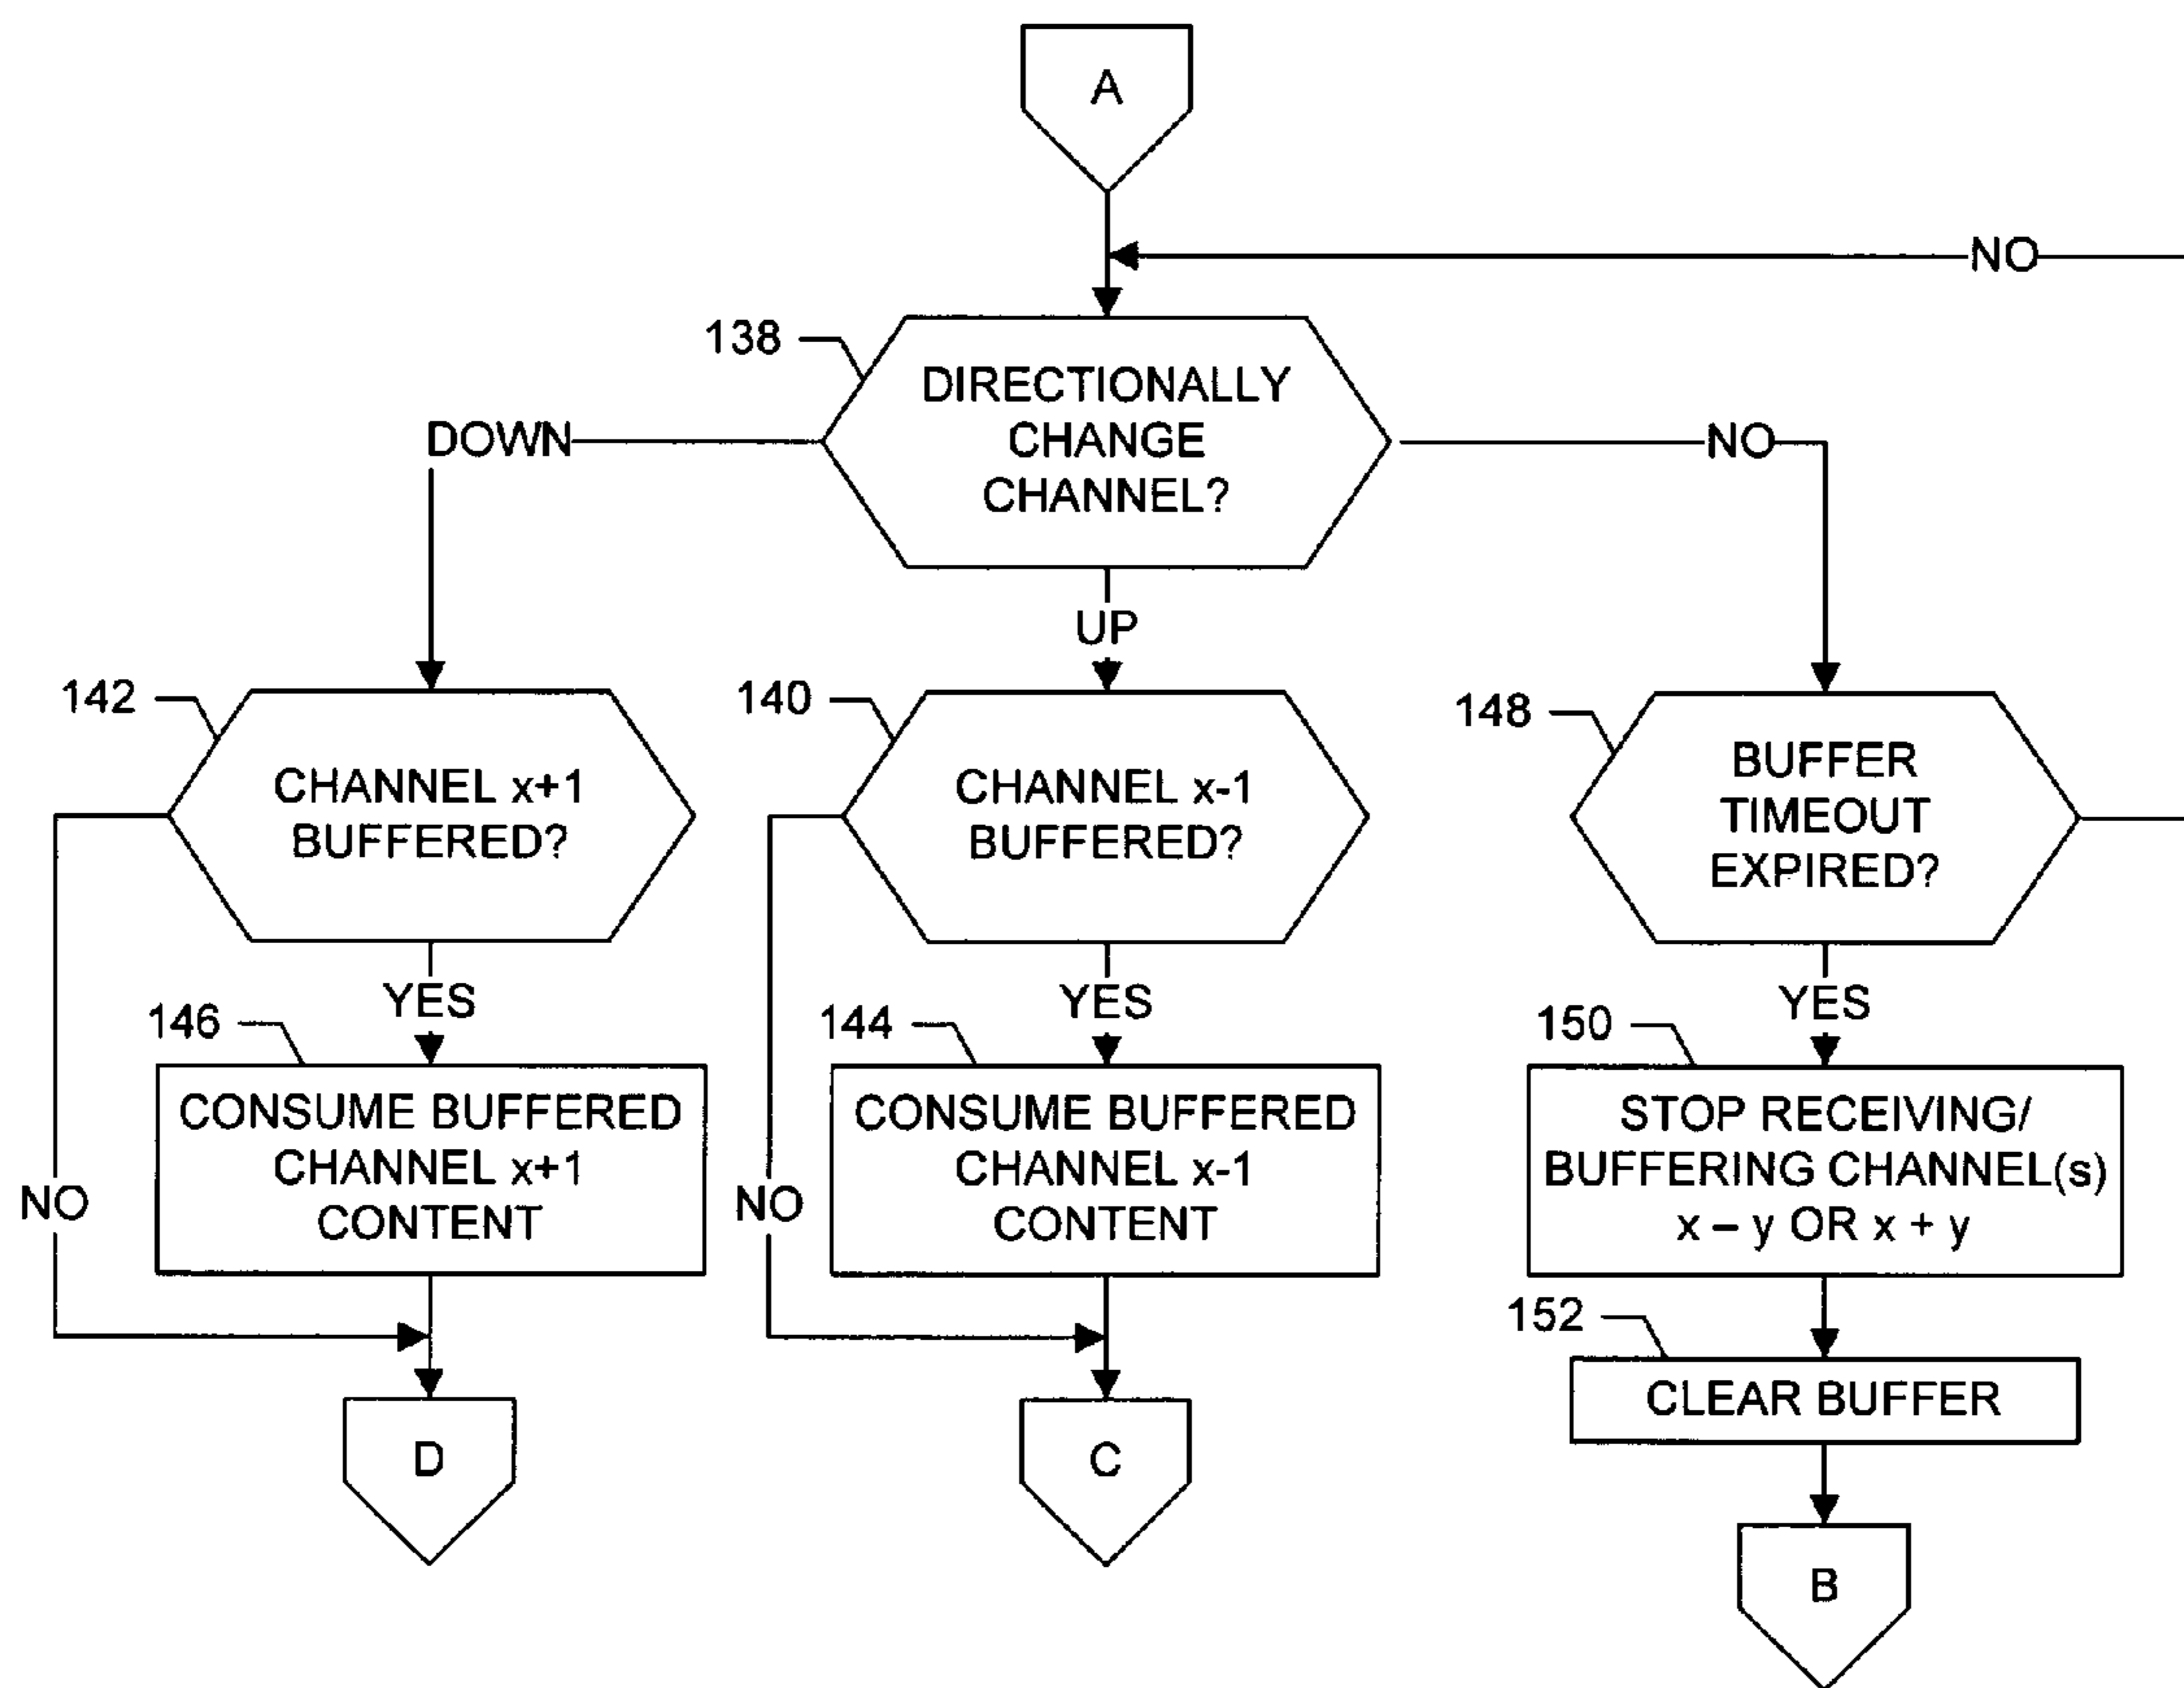 A
NO
138
DIRECTIONALLY
CHANGE
CHANNEL?
DOWN
NO
UP
142
CHANNEL x+1
BUFFERED?
140
CHANNEL x-1
BUFFERED?
148
BUFFER
TIMEOUT
EXPIRED?
YES
YES
YES
146
CONSUME BUFFERED
CHANNEL x+1
CONTENT
NO
144
CONSUME BUFFERED
CHANNEL x-1
CONTENT
NO
150
STOP RECEIVING/
BUFFERING CHANNEL(s)
x – y OR x + y
152
CLEAR BUFFER
D
C
B